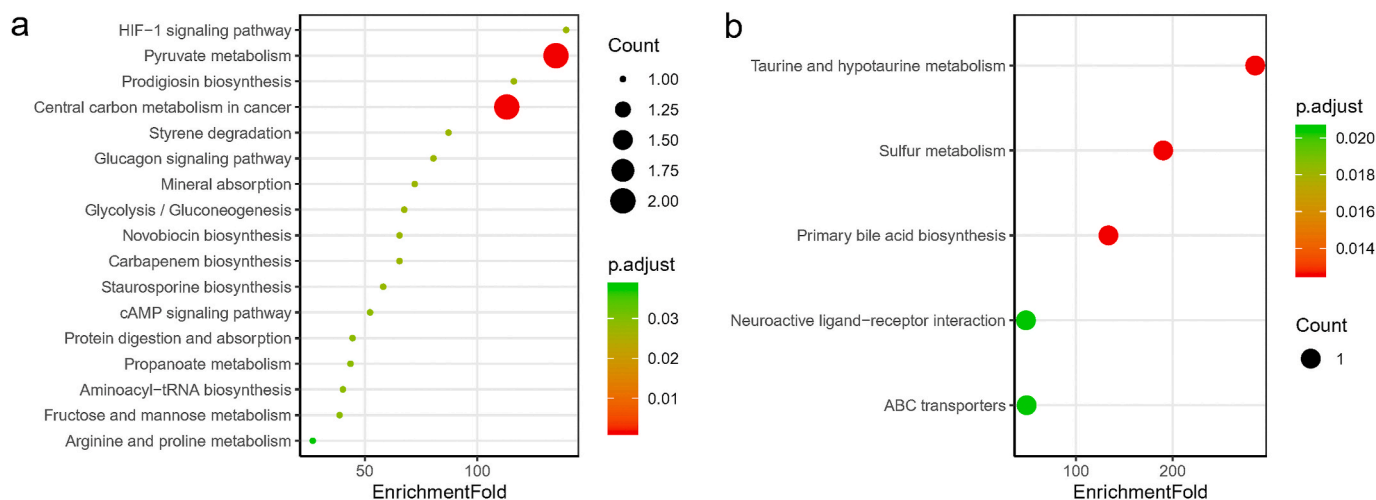 a
HIF−1 signaling pathway
Pyruvate metabolism
Prodigiosin biosynthesis
Central carbon metabolism in cancer
Styrene degradation
Glucagon signaling pathway
Mineral absorption
Glycolysis / Gluconeogenesis
Novobiocin biosynthesis
Carbapenem biosynthesis
Staurosporine biosynthesis
cAMP signaling pathway
Protein digestion and absorption
Propanoate metabolism
Aminoacyl−tRNA biosynthesis
Fructose and mannose metabolism
Arginine and proline metabolism
50 100
EnrichmentFold
Count
1.00
1.25
1.50
1.75
2.00
p.adjust
0.03
0.02
0.01
b
Taurine and hypotaurine metabolism
Sulfur metabolism
Primary bile acid biosynthesis
Neuroactive ligand−receptor interaction
ABC transporters
100 200
EnrichmentFold
p.adjust
0.020
0.018
0.016
0.014
Count
1